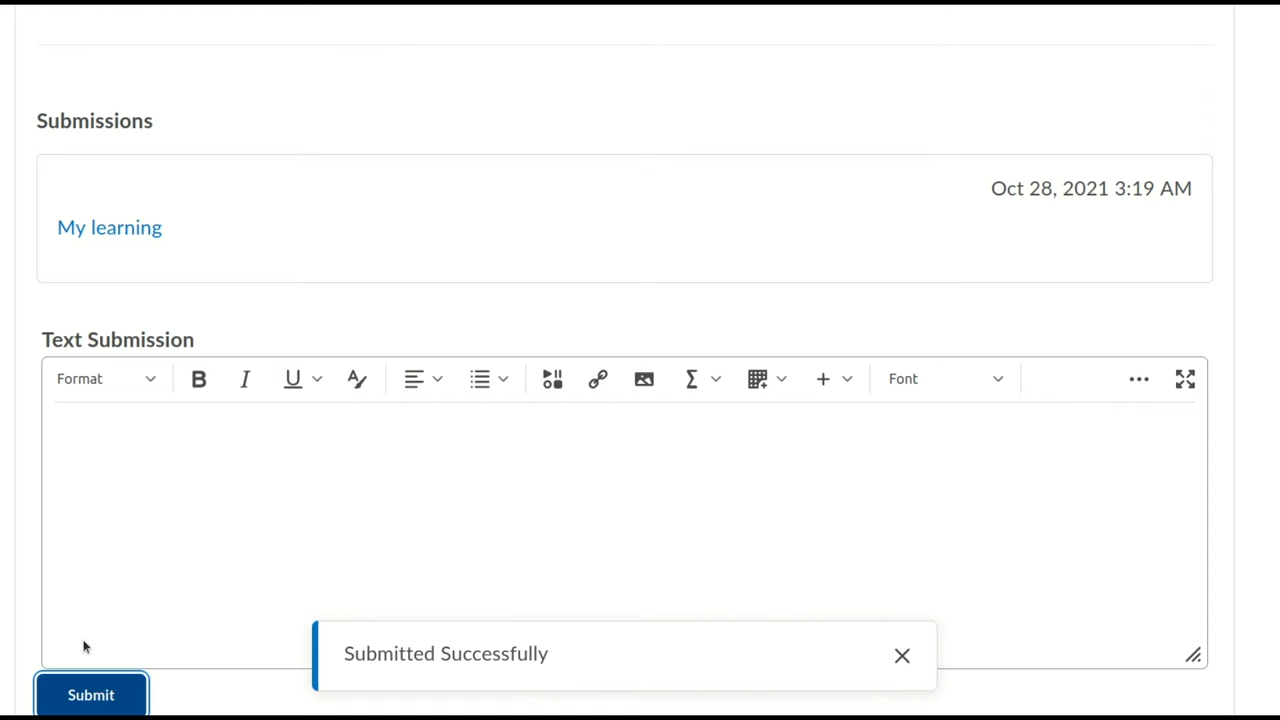 Submissions
Oct 28, 2021 3:19 AM
My learning
Text Submission
Format
Font
Submitted Successfully
Submit